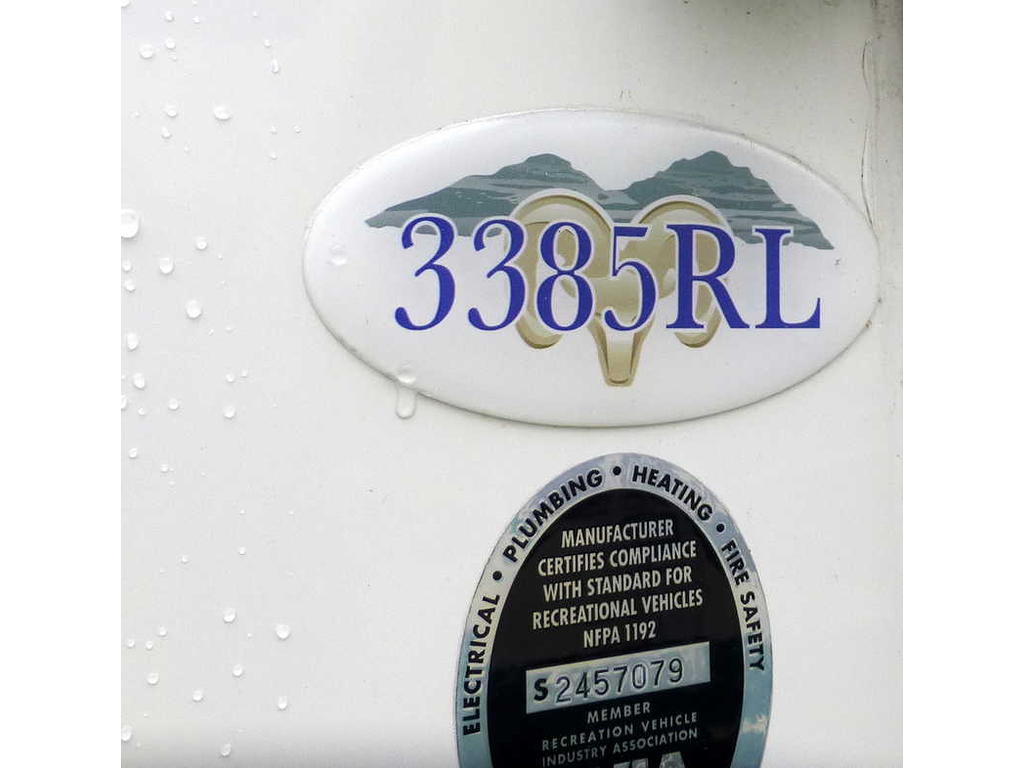 3385RL
ELECTRICAL • PLUMBING • HEATING • FIRE SAFETY
MANUFACTURER
CERTIFIES COMPLIANCE
WITH STANDARD FOR
RECREATIONAL VEHICLES
NFPA 1192
S 2457079
MEMBER
RECREATION VEHICLE
INDUSTRY ASSOCIATION